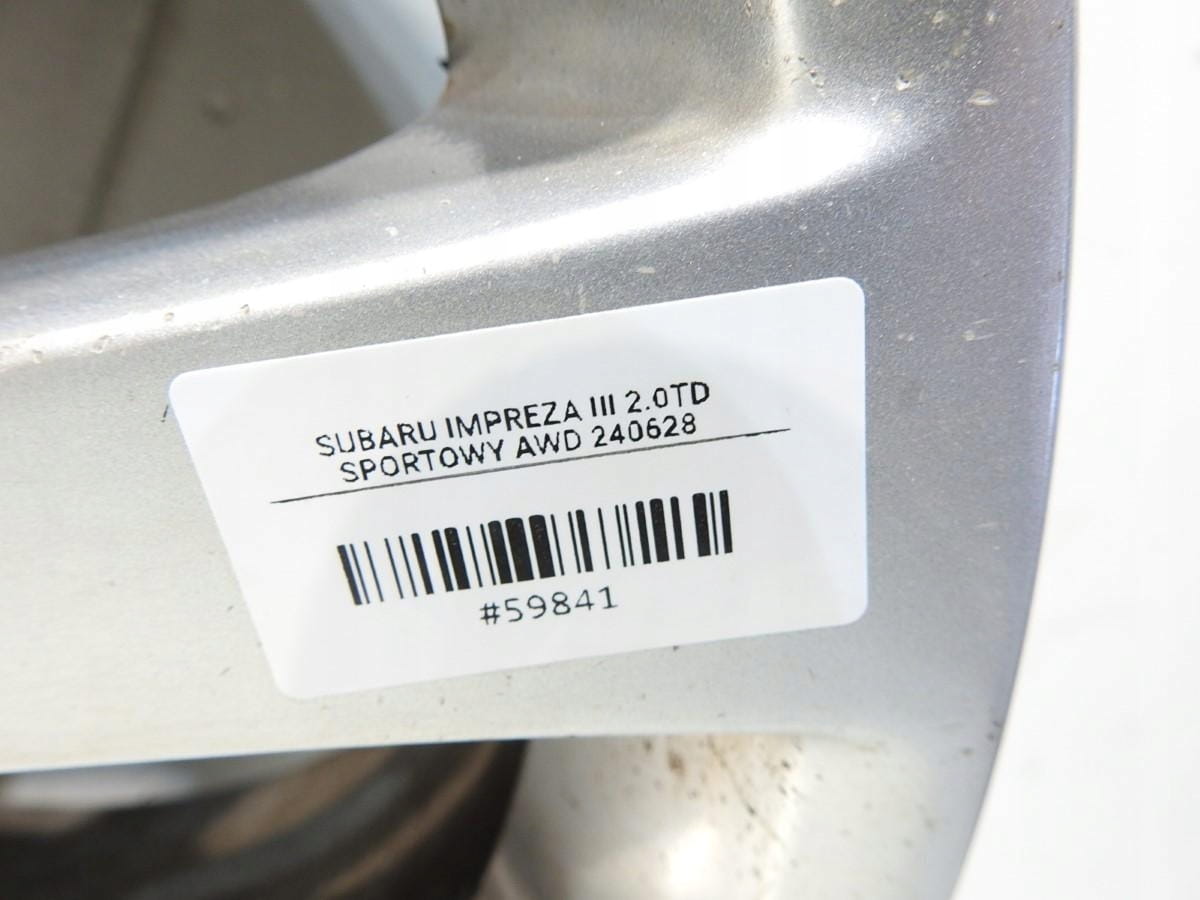 SUBARU IMPREZA III 2.0TD
SPORTOWY AWD 240628
#59841